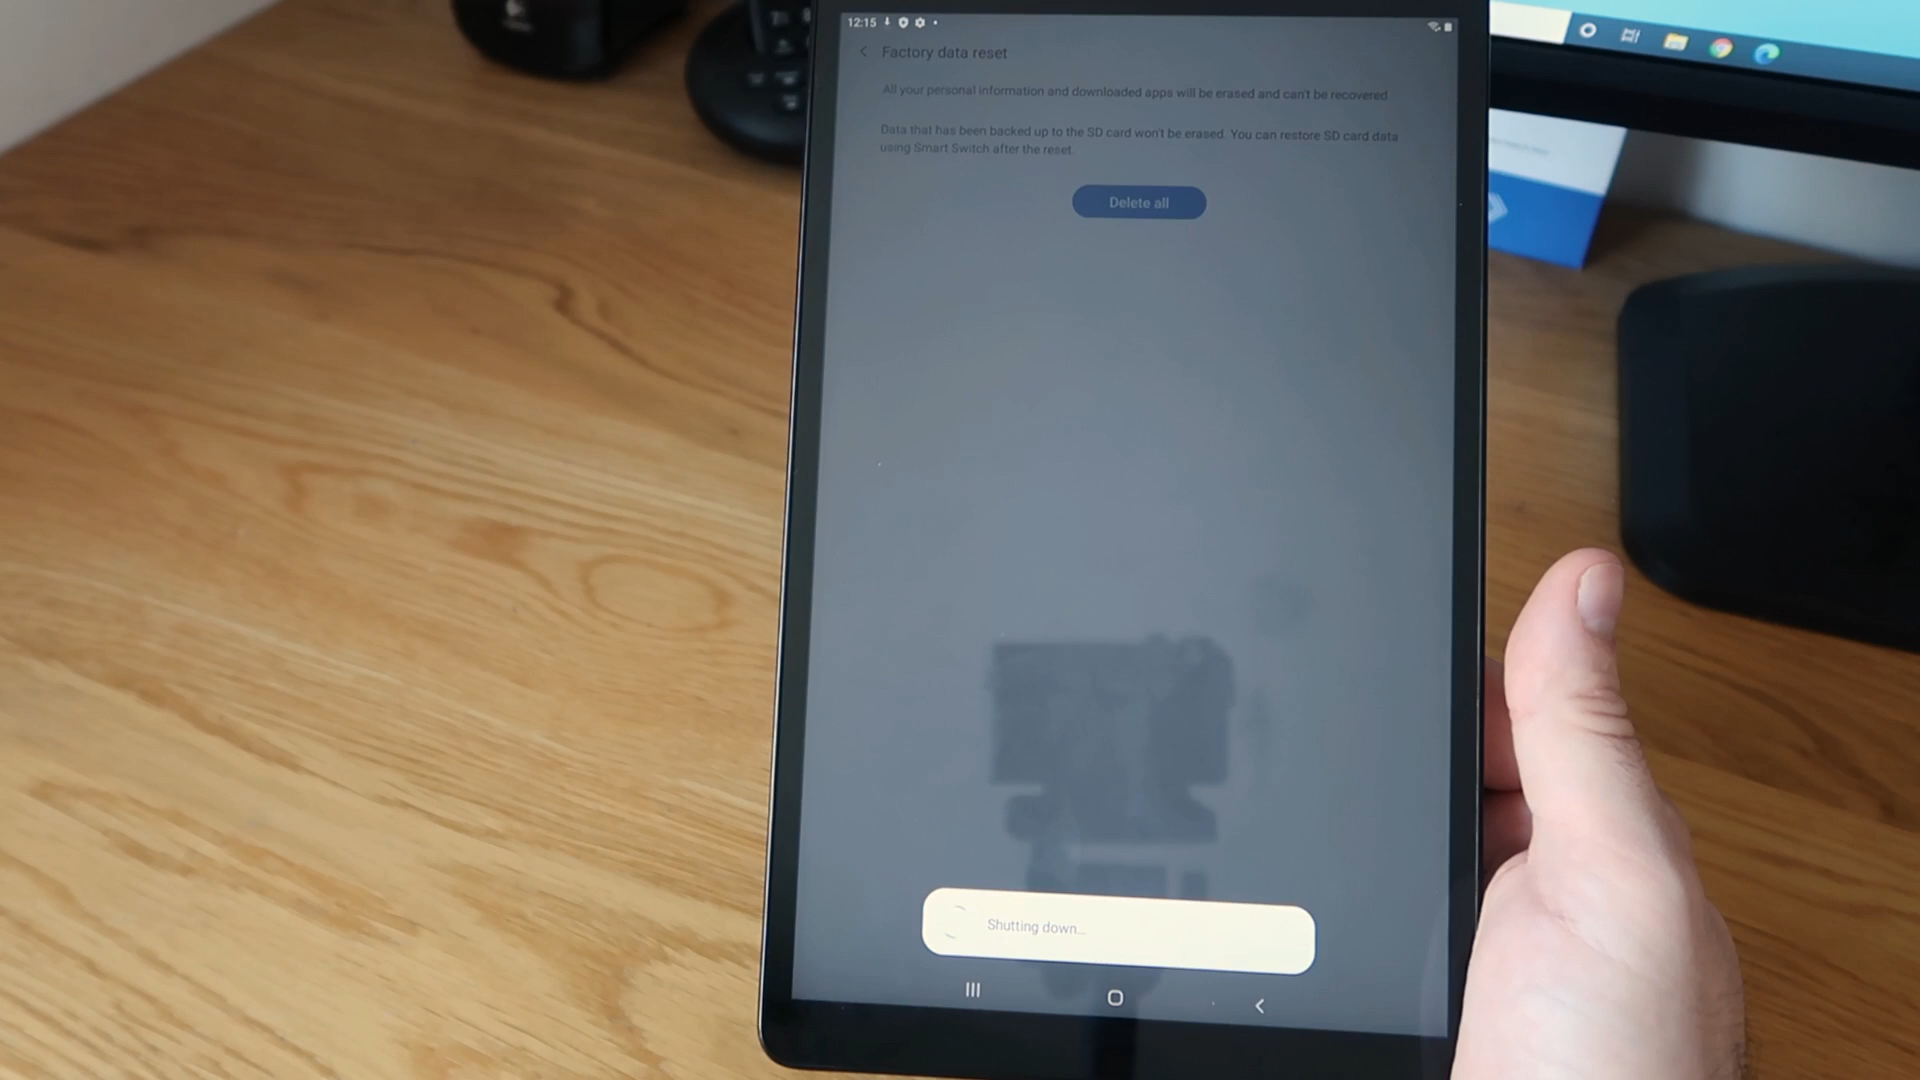 12:15
Factory data reset
All your personal information and downloaded apps will be erased and can't be recovered
Data that has been backed up to the SD card won't be erased. You can restore SD card data
using Smart Switch after the reset.
Delete all
Shutting down...